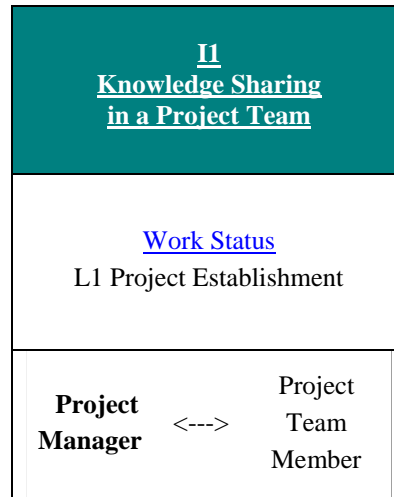 I1
Knowledge Sharing
in a Project Team
Work Status
L1 Project Establishment
Project
Manager
<--->
Project
Team
Member